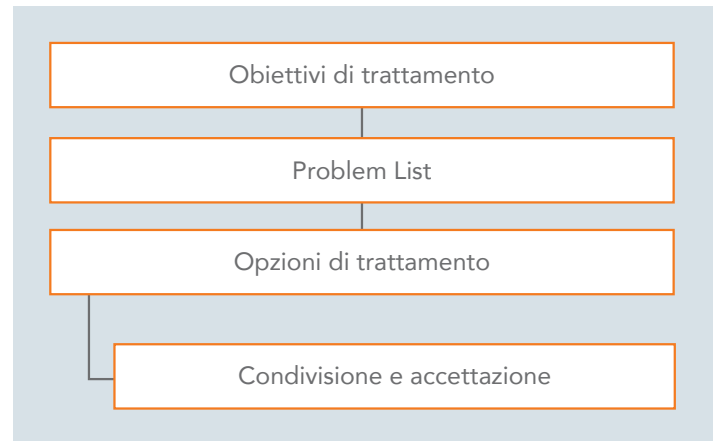 Obiettivi di trattamento
Problem List
Opzioni di trattamento
Condivisione e accettazione